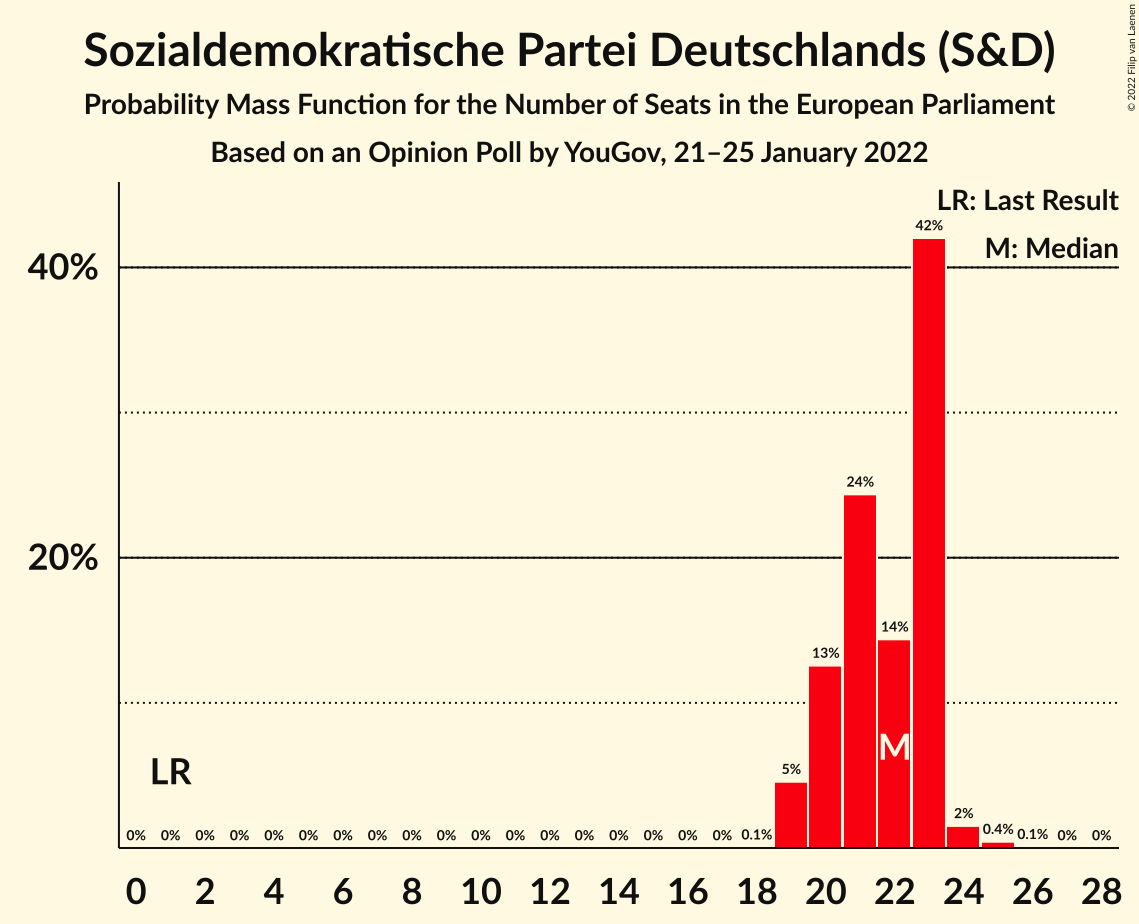 Sozialdemokratische Partei Deutschlands (S&D)
Probability Mass Function for the Number of Seats in the European Parliament
Based on an Opinion Poll by YouGov, 21–25 January 2022
© 2022 Filip van Laenen
LR: Last Result
M: Median
42%
40%
24%
20%
14%
13%
M
LR
5%
2%
0% 0% 0% 0% 0% 0% 0% 0% 0% 0% 0% 0% 0% 0% 0% 0% 0% 0% 0.1% 0.4% 0.1% 0% 0%
0 2 4 6 8 10 12 14 16 18 20 22 24 26 28